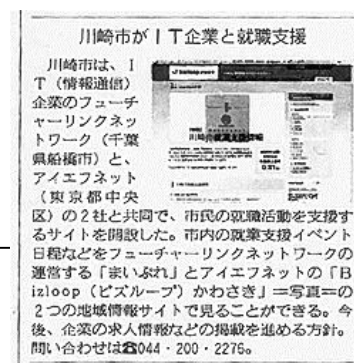 川崎市がIT企業と就職支援
川崎市は、I
T（情報通信）
企業のフューチ
ャーリンクネッ
トワーク（千葉
県船橋市）と、
アイエフネット
（東京都中央
区）の2社と共同で、市民の就職活動を支援す
るサイトを開設した。市内の就業支援イベント
日程などをフューチャーリンクネットワークの
運営する「まいぷれ」とアイエフネットの「B
izloop（ビズループ）かわさき」＝写真＝の
2つの地域情報サイトで見ることができる。今
後、企業の求人情報などの掲載を進める方針。
問い合わせは☎044・200・2276。